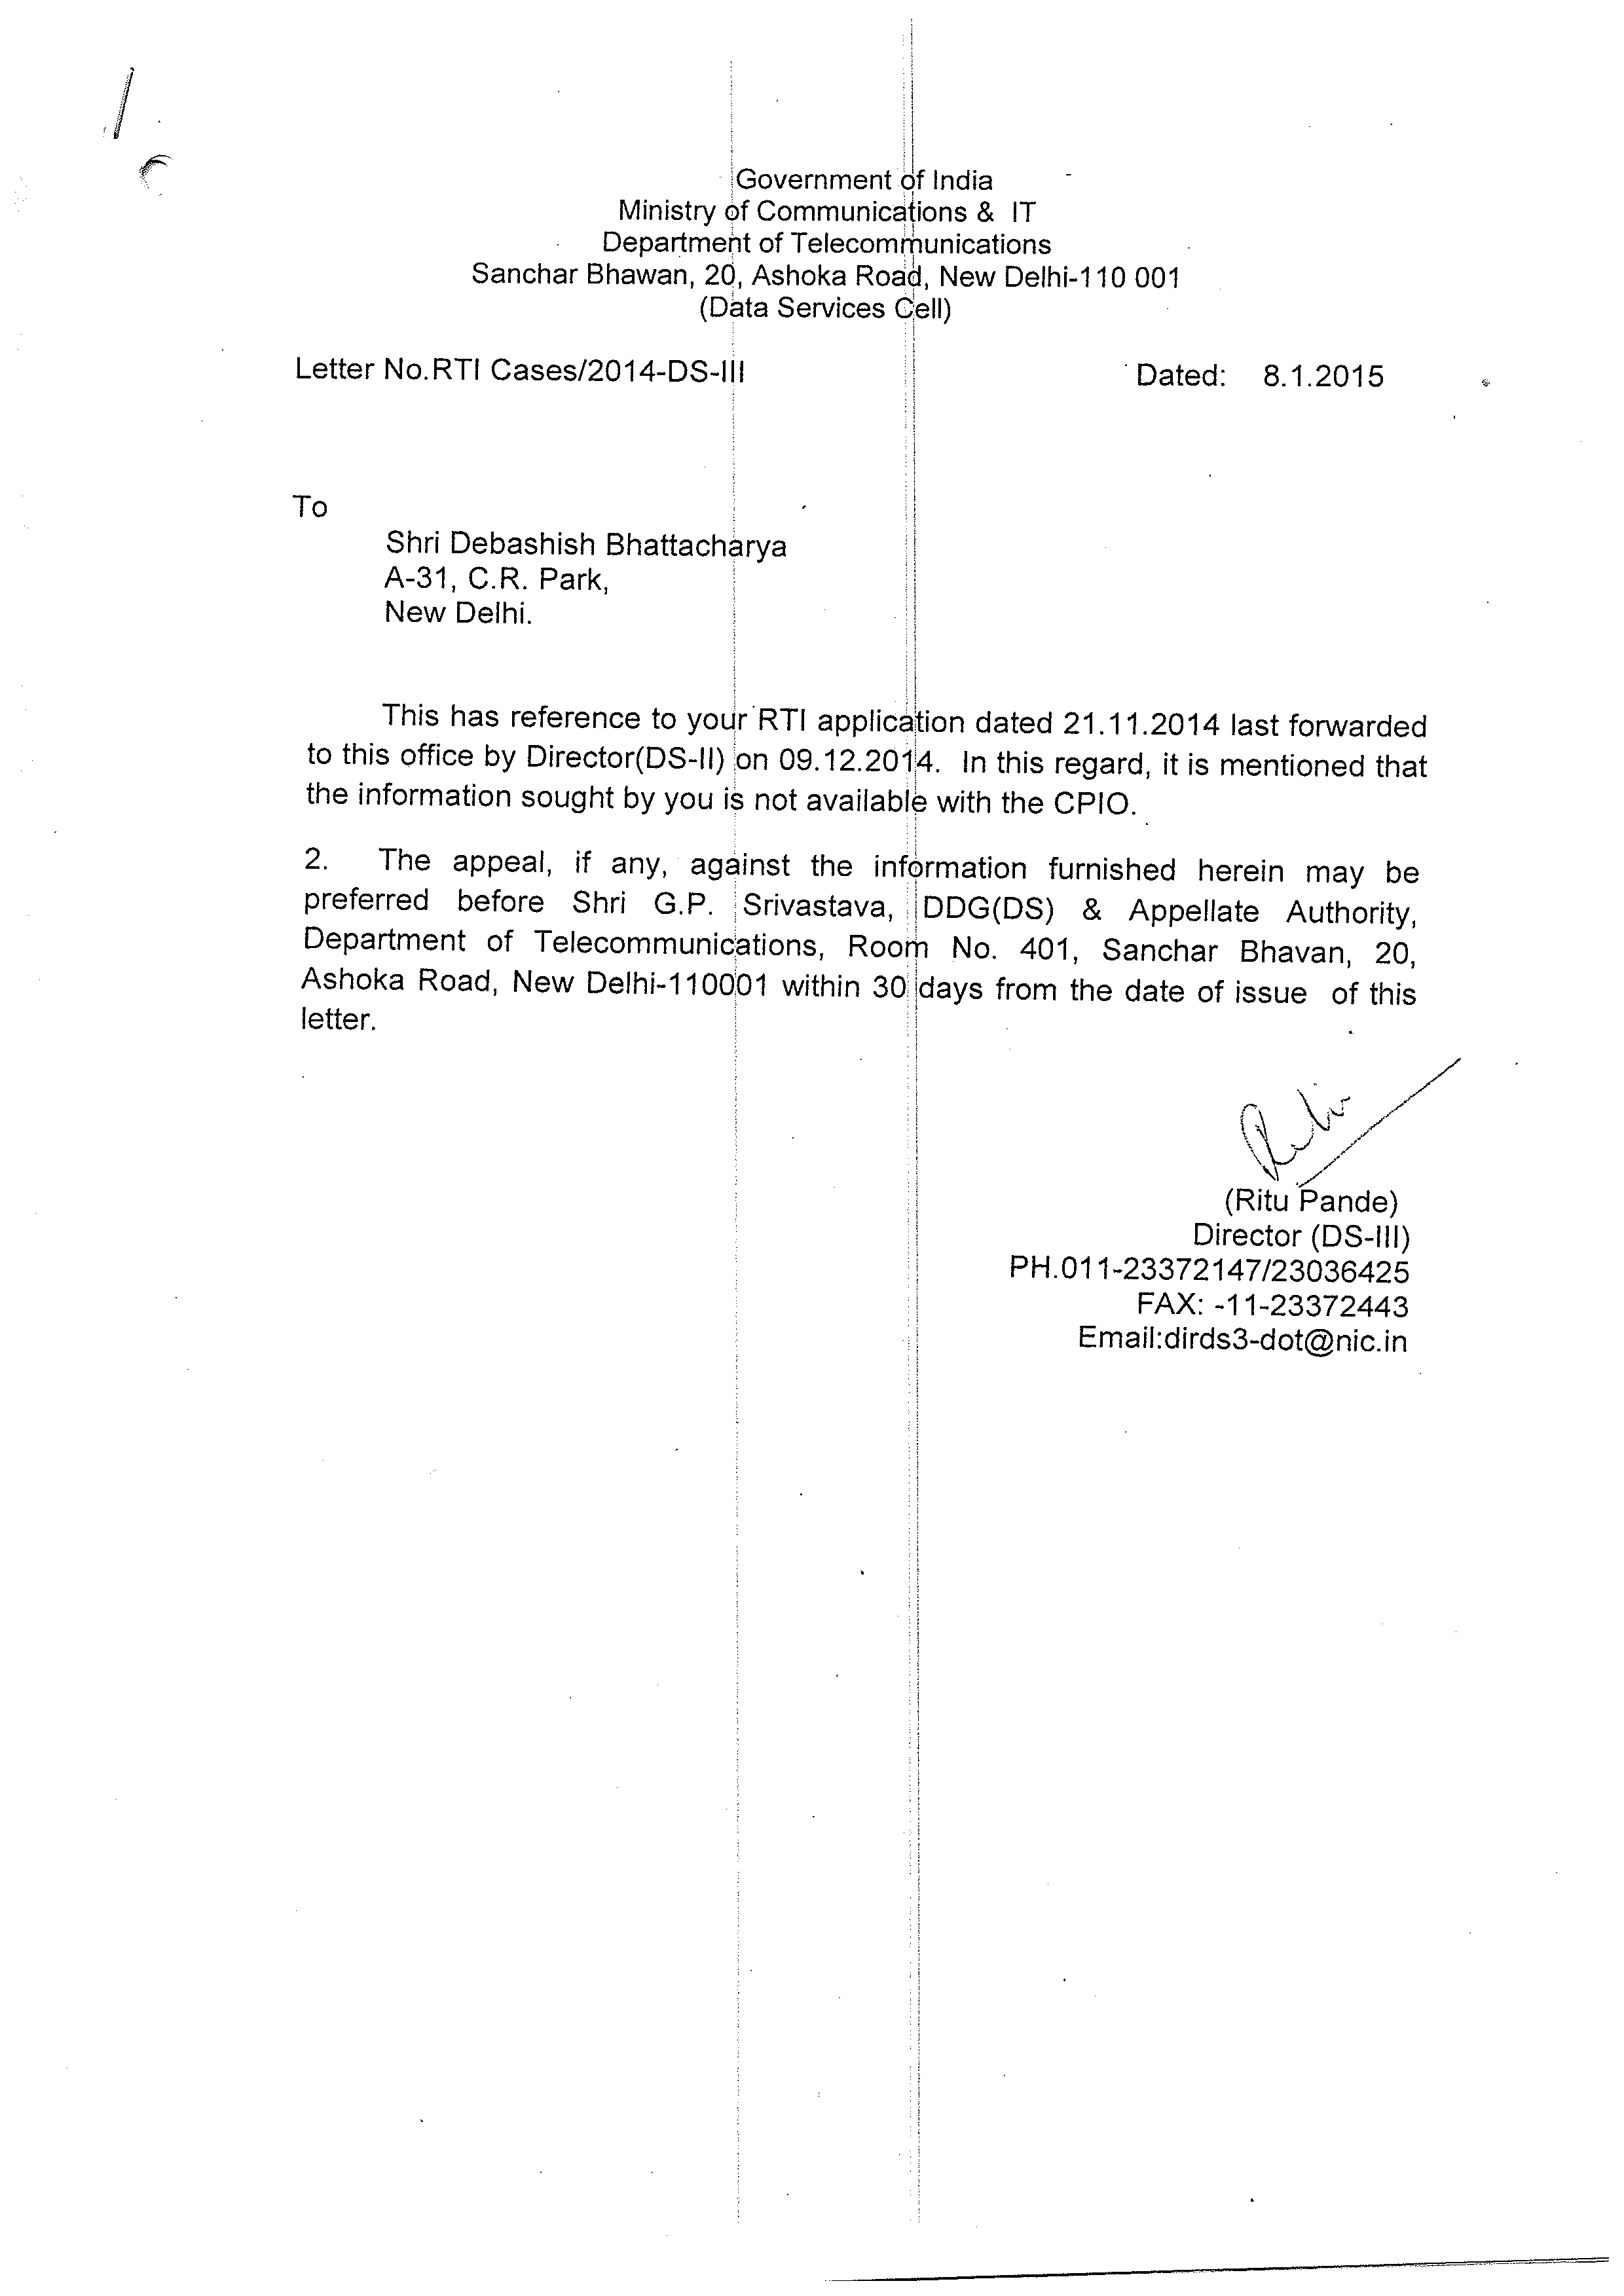 Government of India
Ministry of Communications & IT
Department of Telecommunications
Sanchar Bhawan, 20, Ashoka Road, New Delhi-110 001
(Data Services Cell)
Letter No.RTI Cases/2014-DS-III Dated: 8.1.2015
To
Shri Debashish Bhattacharya
A-31, C.R. Park,
New Delhi.
This has reference to your RTI application dated 21.11.2014 last forwarded
to this office by Director(DS-II) on 09.12.2014. In this regard, it is mentioned that
the information sought by you is not available with the CPIO.
2. The appeal, if any, against the information furnished herein may be
preferred before Shri G.P. Srivastava, DDG(DS) & Appellate Authority,
Department of Telecommunications, Room No. 401, Sanchar Bhavan, 20,
Ashoka Road, New Delhi-110001 within 30 days from the date of issue of this
letter.
Ritu
(Ritu Pande)
Director (DS-III)
PH.011-23372147/23036425
FAX: -11-23372443
Email:dirds3-dot@nic.in